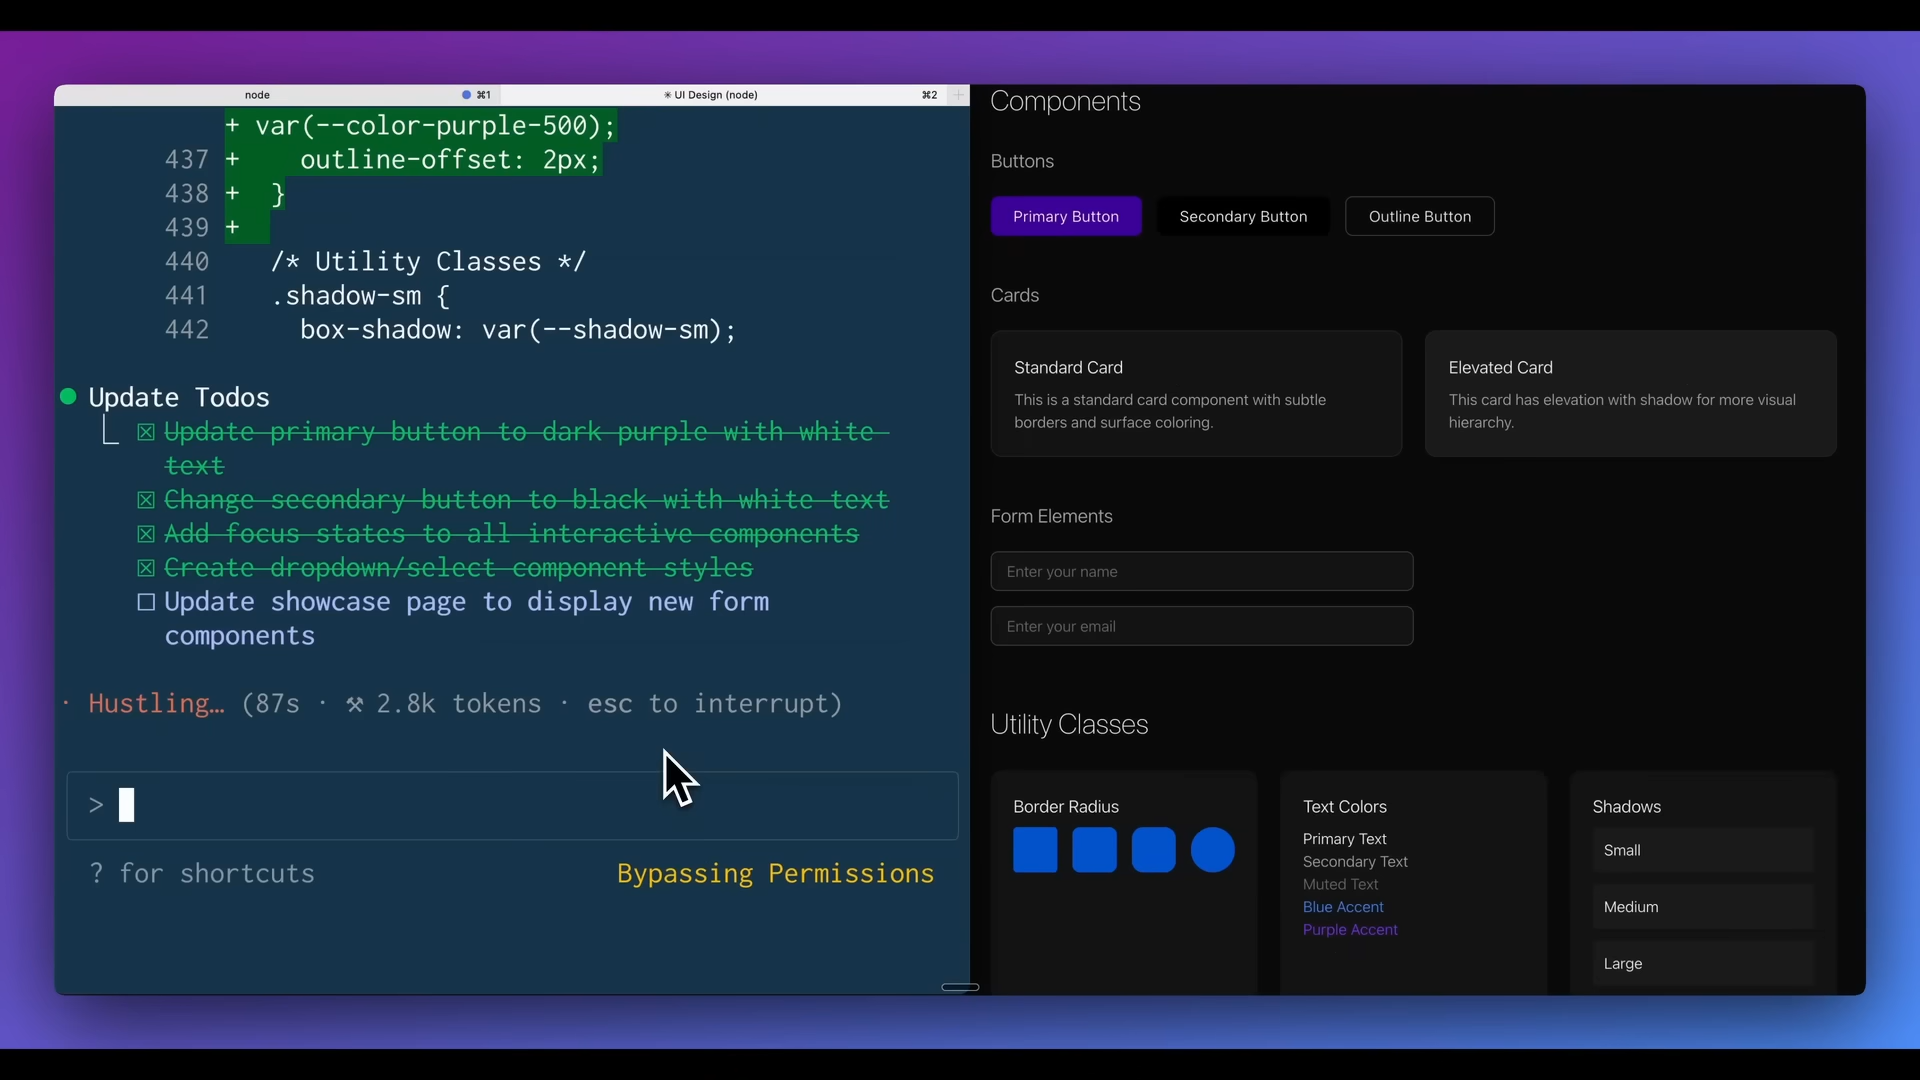 node ⌘1
✳ UI Design (node) ⌘2 +
+ var(--color-purple-500);
437 + outline-offset: 2px;
438 + }
439 +
440 /* Utility Classes */
441 .shadow-sm {
442 box-shadow: var(--shadow-sm);
Update Todos
☒ Update primary button to dark purple with white
text
☒ Change secondary button to black with white text
☒ Add focus states to all interactive components
☒ Create dropdown/select component styles
☐ Update showcase page to display new form
components
· Hustling… (87s · ⚒ 2.8k tokens · esc to interrupt)
>
? for shortcuts
Bypassing Permissions
Components
Buttons
Primary Button
Secondary Button
Outline Button
Cards
Standard Card
This is a standard card component with subtle
borders and surface coloring.
Elevated Card
This card has elevation with shadow for more visual
hierarchy.
Form Elements
Enter your name
Enter your email
Utility Classes
Border Radius
Text Colors
Primary Text
Secondary Text
Muted Text
Blue Accent
Purple Accent
Shadows
Small
Medium
Large